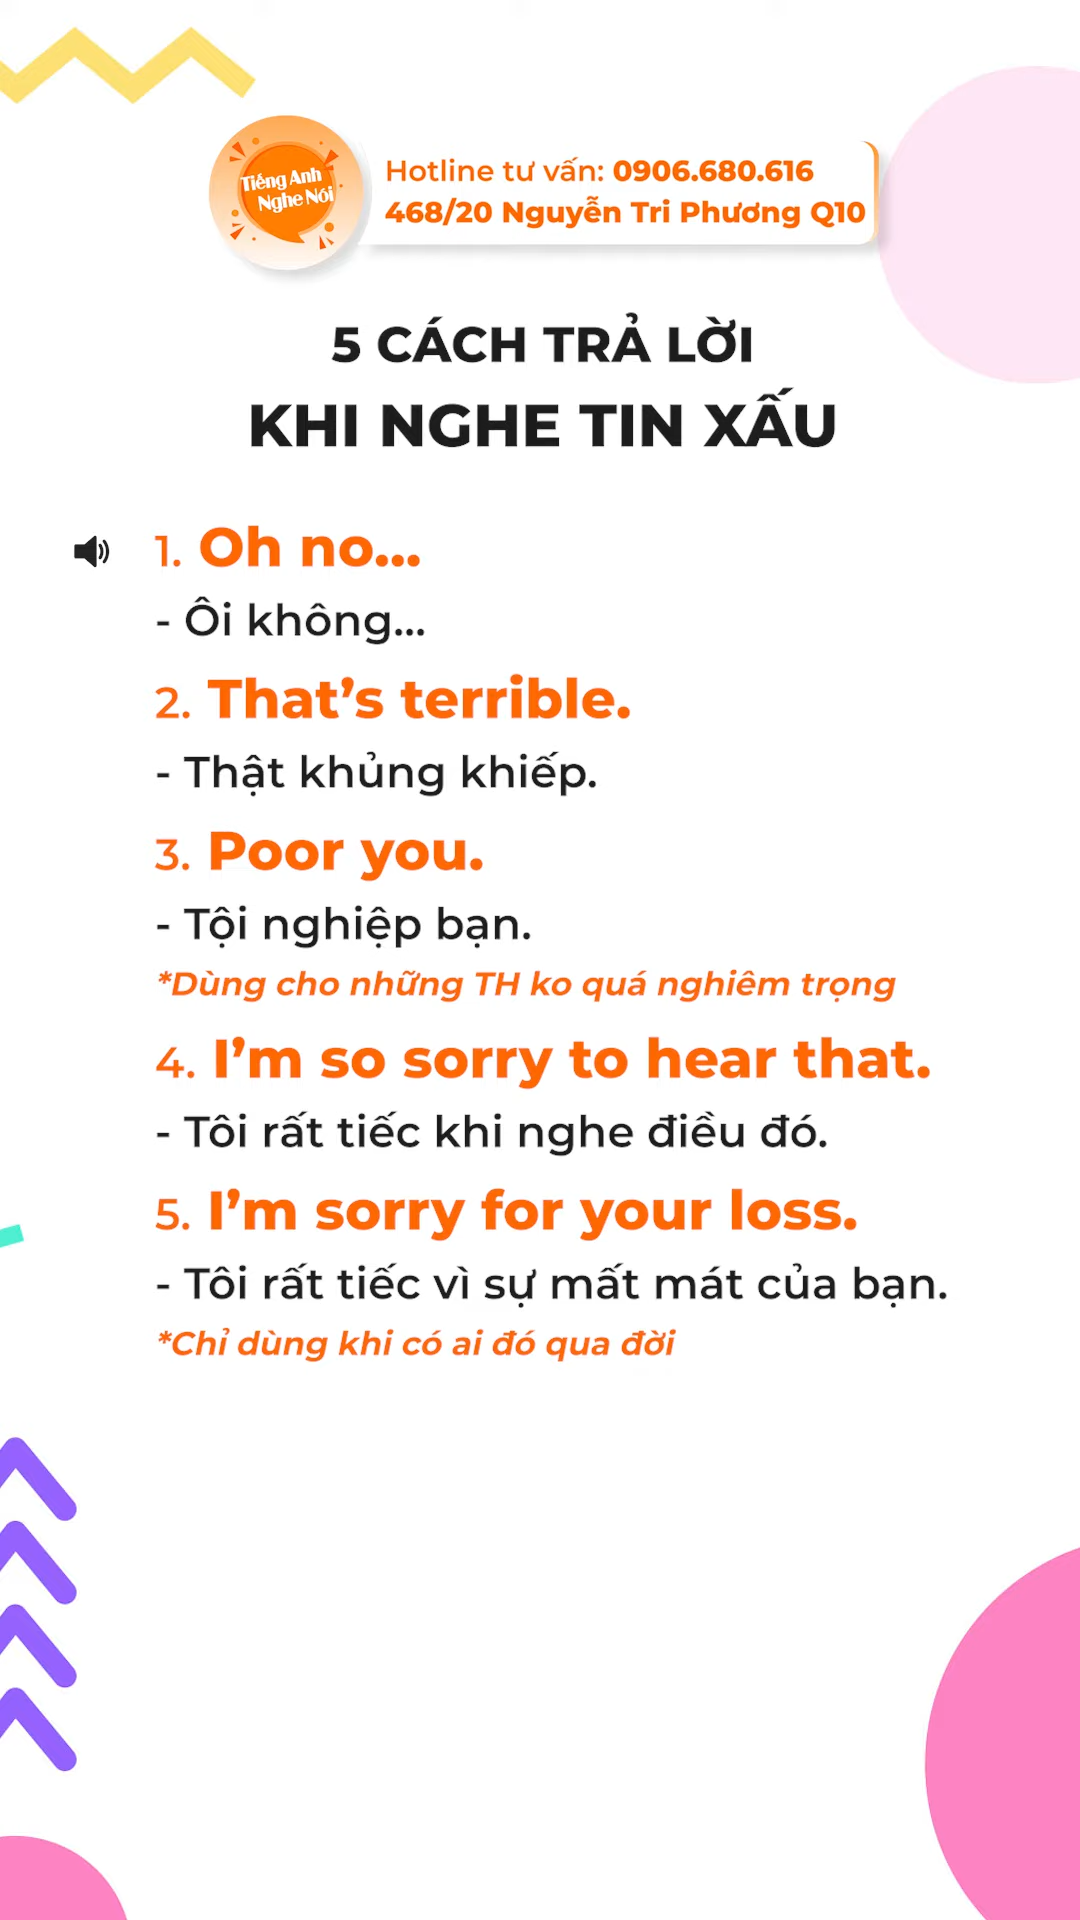 Tiếng Anh
Nghe Nói
Hotline tư vấn: 0906.680.616
468/20 Nguyễn Tri Phương Q10
5 CÁCH TRẢ LỜI
KHI NGHE TIN XẤU
1. Oh no...
- Ôi không...
2. That's terrible.
- Thật khủng khiếp.
3. Poor you.
- Tội nghiệp bạn.
*Dùng cho những TH ko quá nghiêm trọng
4. I'm so sorry to hear that.
- Tôi rất tiếc khi nghe điều đó.
5. I'm sorry for your loss.
- Tôi rất tiếc vì sự mất mát của bạn.
*Chỉ dùng khi có ai đó qua đời